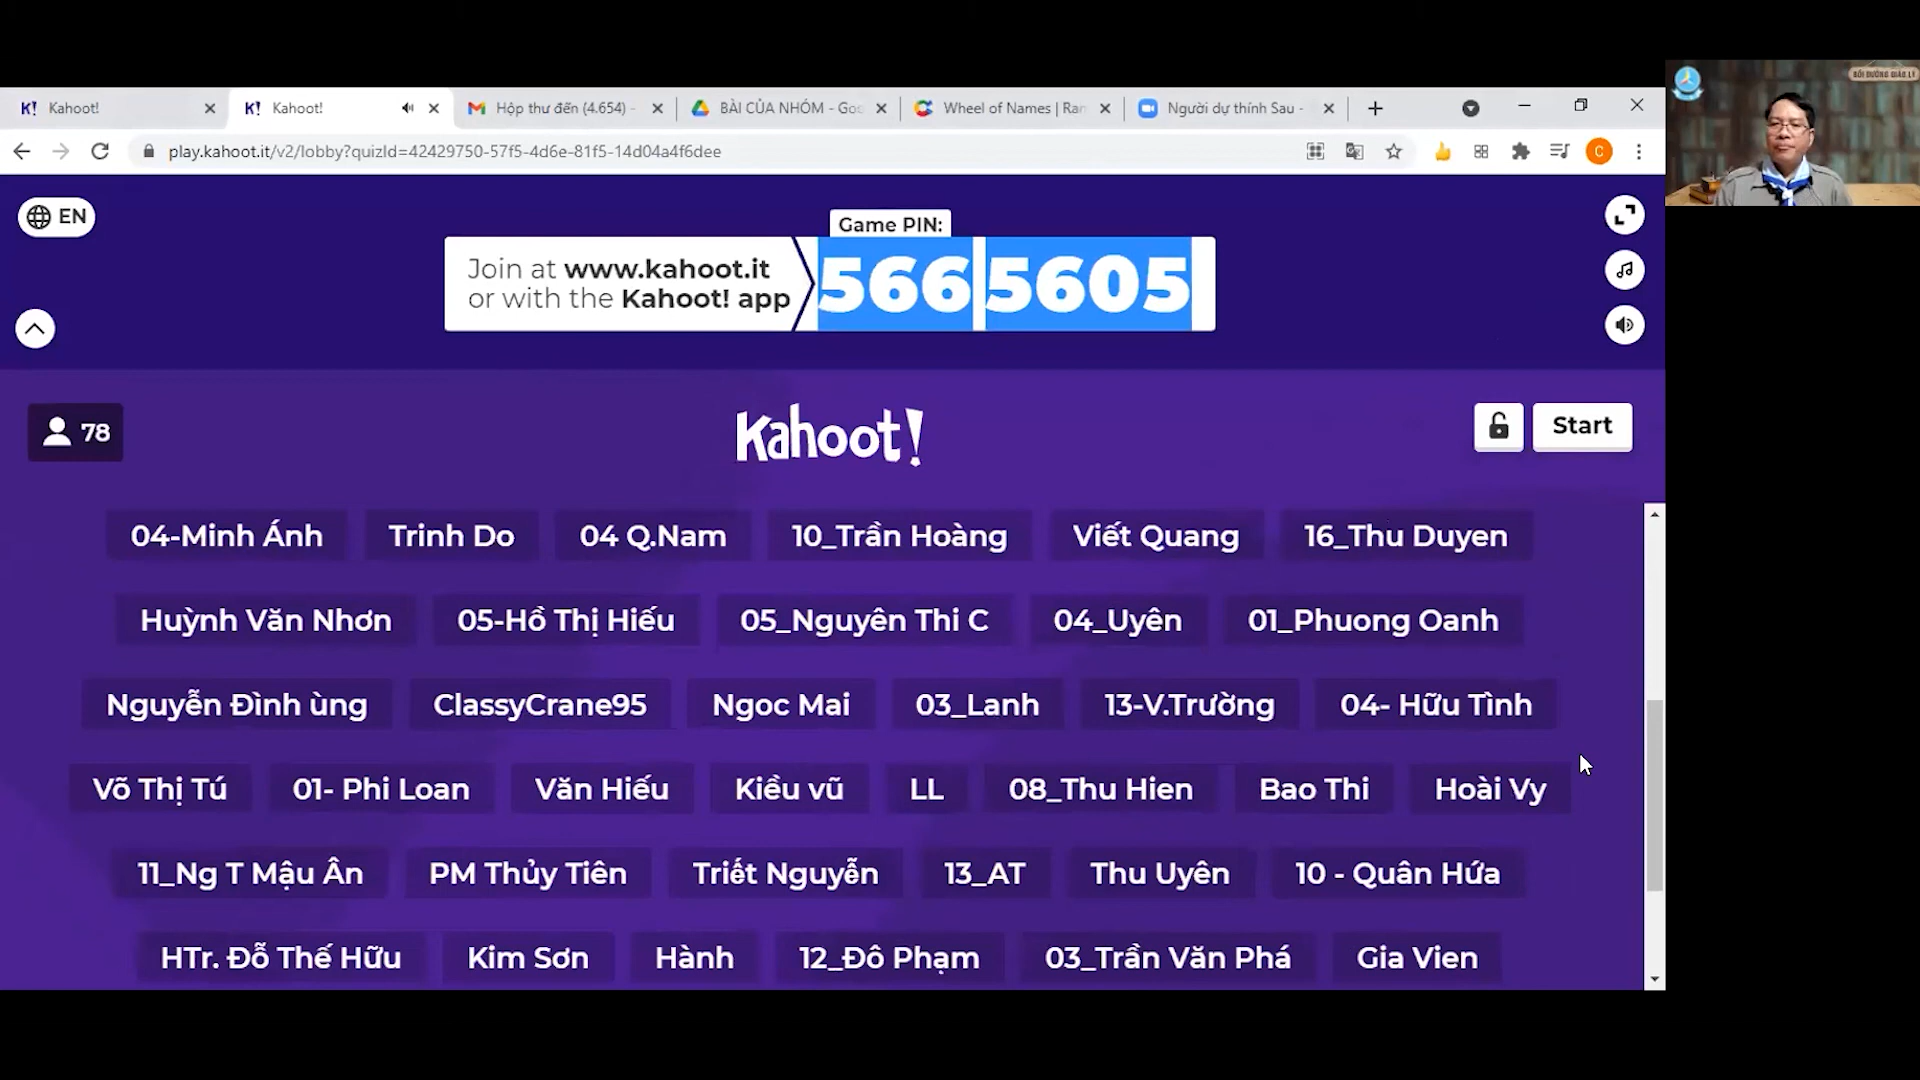 Kahoot!
Kahoot!
Hộp thư đến (4.654) -
BÀI CỦA NHÓM - Goo
Wheel of Names | Ran
Người dự thính Sau -
play.kahoot.it/v2/lobby?quizId=42429750-57f5-4d6e-81f5-14d04a4f6dee
C
BỒI DƯỠNG GIÁO LÝ
EN
Game PIN:
Join at www.kahoot.it
or with the Kahoot! app
566 5605
78
Kahoot!
Start
04-Minh Ánh Trinh Do 04 Q.Nam 10_Trần Hoàng Viết Quang 16_Thu Duyen
Huỳnh Văn Nhơn 05-Hồ Thị Hiếu 05_Nguyên Thi C 04_Uyên 01_Phuong Oanh
Nguyễn Đình ùng ClassyCrane95 Ngoc Mai 03_Lanh 13-V.Trường 04- Hữu Tình
Võ Thị Tú 01- Phi Loan Văn Hiếu Kiều vũ LL 08_Thu Hien Bao Thi Hoài Vy
11_Ng T Mậu Ân PM Thủy Tiên Triết Nguyễn 13_AT Thu Uyên 10 - Quân Hứa
HTr. Đỗ Thế Hữu Kim Sơn Hành 12_Đô Phạm 03_Trần Văn Phá Gia Vien